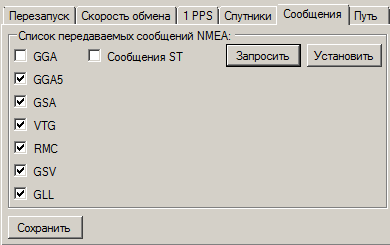 Перезапуск Скорость обмена 1 PPS Спутники Сообщения Путь
Список передаваемых сообщений NMEA:
GGA Сообщения ST Запросить Установить
GGA5
GSA
VTG
RMC
GSV
GLL
Сохранить